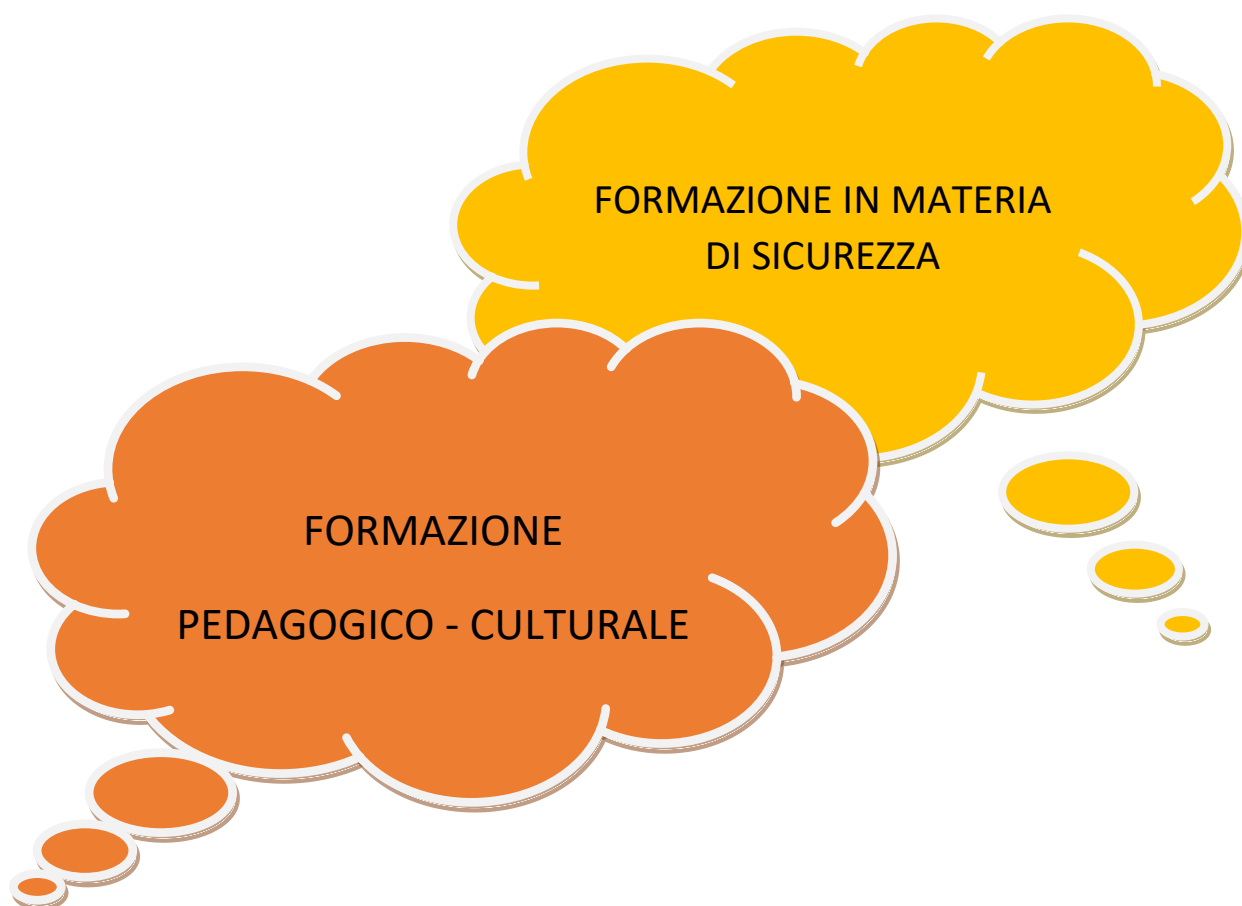 FORMAZIONE IN MATERIA
DI SICUREZZA
FORMAZIONE
PEDAGOGICO - CULTURALE